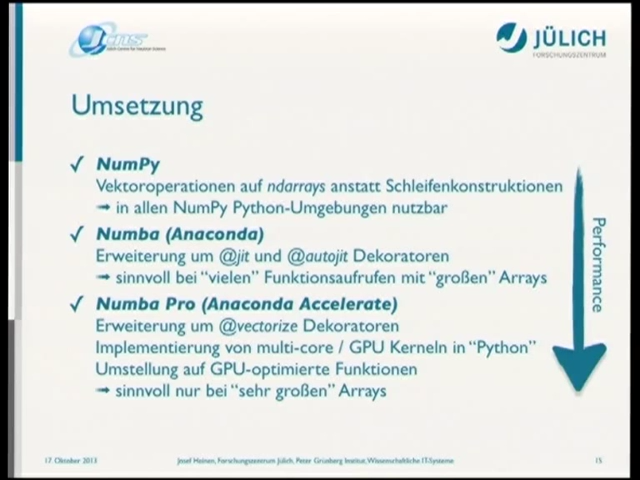 jcns
JÜLICH
FORSCHUNGSZENTRUM
Umsetzung
✓ NumPy
Vektoroperationen auf ndarrays anstatt Schleifenkonstruktionen
➞ in allen NumPy Python-Umgebungen nutzbar
✓ Numba (Anaconda)
Erweiterung um @jit und @autojit Dekoratoren
➞ sinnvoll bei “vielen” Funktionsaufrufen mit “großen” Arrays
✓ Numba Pro (Anaconda Accelerate)
Erweiterung um @vectorize Dekoratoren
Implementierung von multi-core / GPU Kerneln in “Python”
Umstellung auf GPU-optimierte Funktionen
➞ sinnvoll nur bei “sehr großen” Arrays
Performance
17. Oktober 2013
Josef Heinen, Forschungszentrum Jülich, Peter Grünberg Institut, Wissenschaftliche IT-Systeme
15